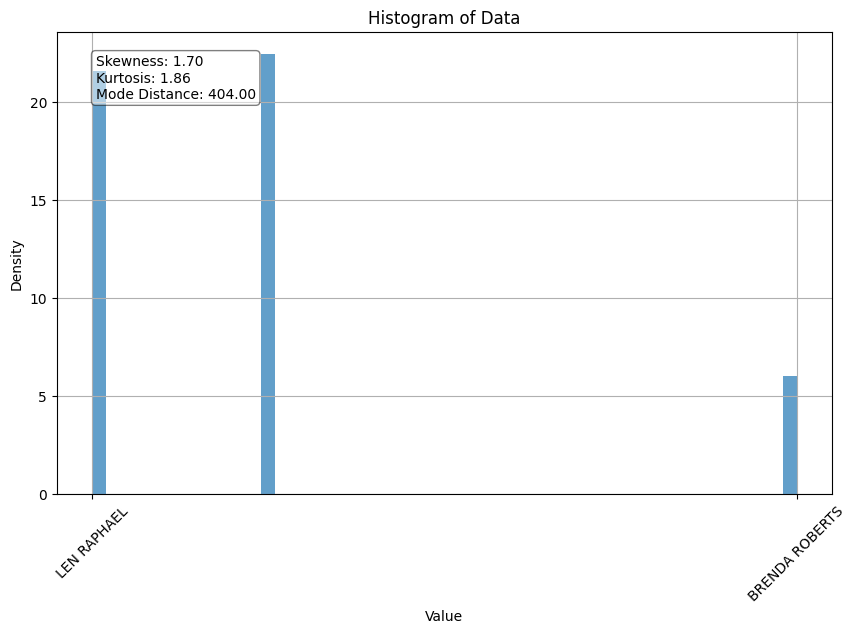 Histogram of Data
Skewness: 1.70
Kurtosis: 1.86
Mode Distance: 404.00
20
15
10
5
0
Density
LEN RAPHAEL
BRENDA ROBERTS
Value